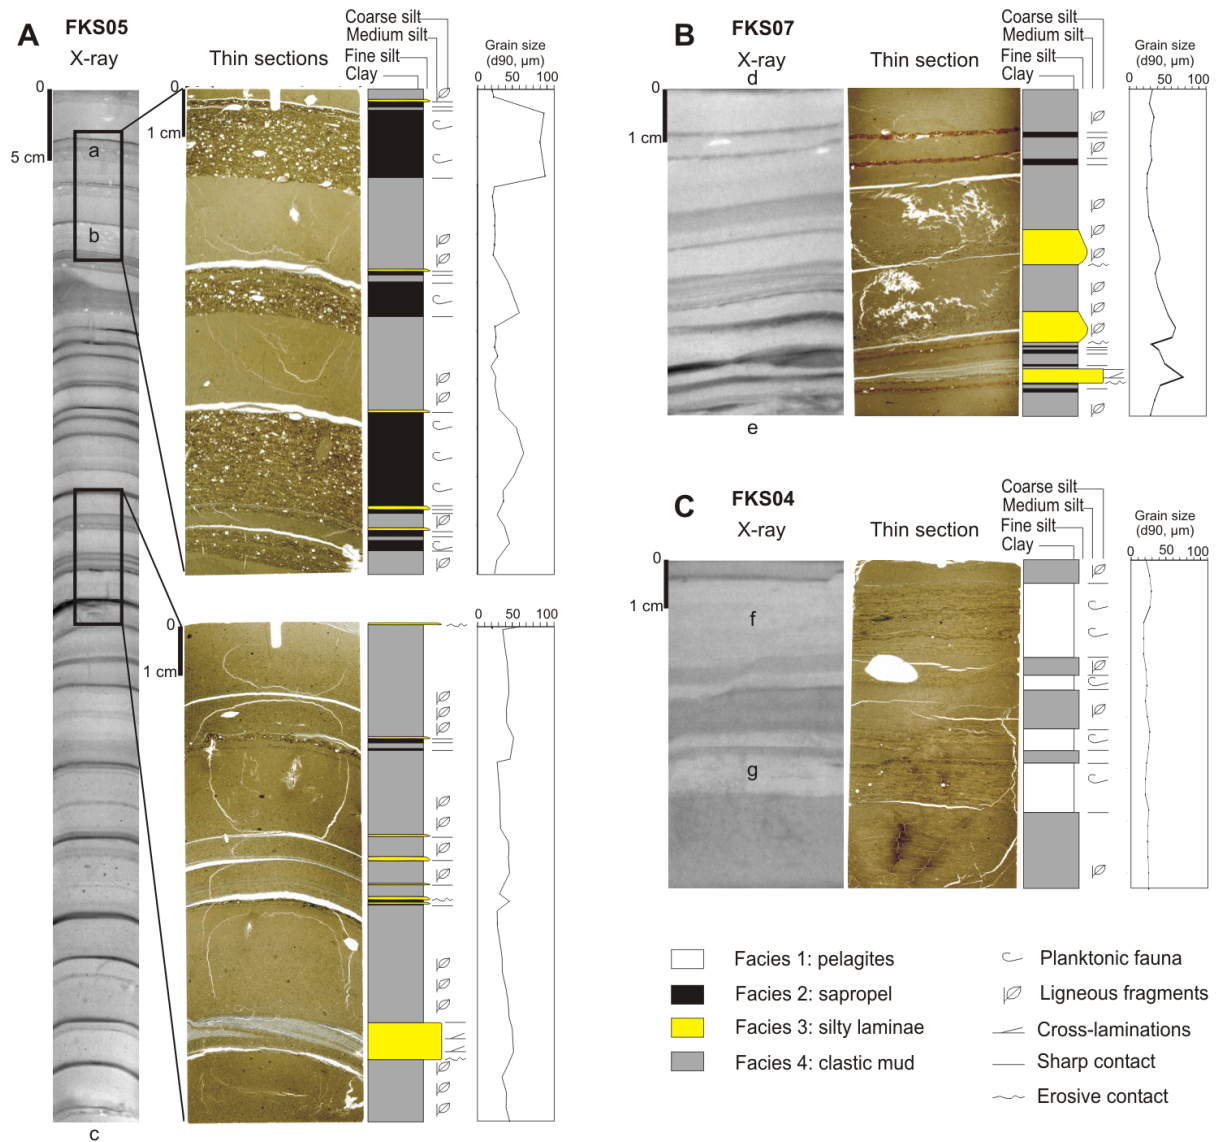 A
FKS05
X-ray
Thin sections
Coarse silt
Medium silt
Fine silt
Clay
Grain size
(d90, µm)
0 50 100
0
5 cm
0
1 cm
a
b
0
1 cm
0 50 100
c
B
FKS07
X-ray
d
Thin section
Coarse silt
Medium silt
Fine silt
Clay
Grain size
(d90, µm)
0 50 100
0
1 cm
e
C
FKS04
X-ray
Thin section
Coarse silt
Medium silt
Fine silt
Clay
Grain size
(d90, µm)
0 50 100
0
1 cm
f
g
Facies 1: pelagites
Facies 2: sapropel
Facies 3: silty laminae
Facies 4: clastic mud
Planktonic fauna
Ligneous fragments
Cross-laminations
Sharp contact
Erosive contact